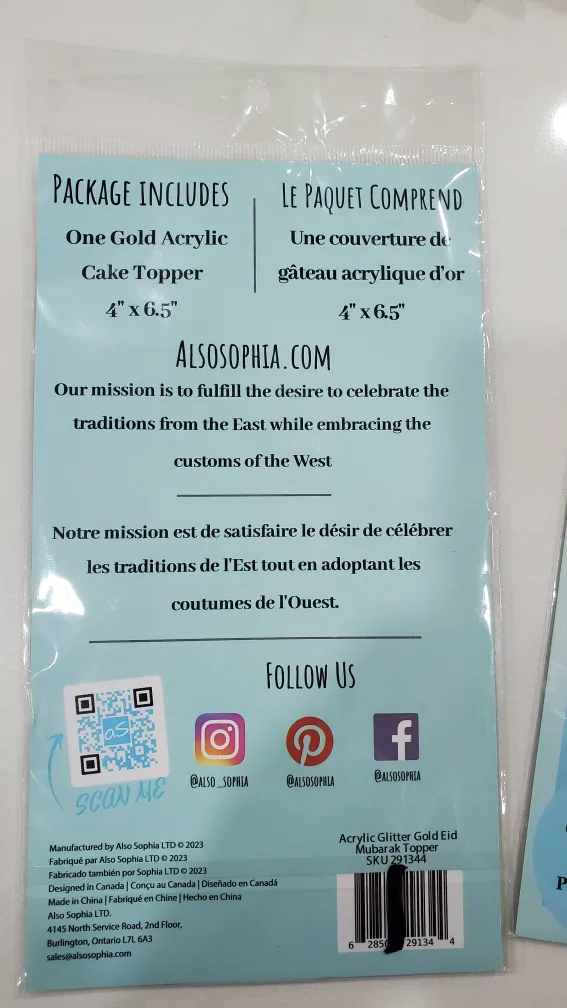 PACKAGE INCLUDES
One Gold Acrylic
Cake Topper
4" x 6.5"
LE PAQUET COMPREND
Une couverture de
gâteau acrylique d'or
4" x 6.5"
ALSOSOPHIA.COM
Our mission is to fulfill the desire to celebrate the
traditions from the East while embracing the
customs of the West
Notre mission est de satisfaire le désir de célébrer
les traditions de l'Est tout en adoptant les
coutumes de l'Ouest.
FOLLOW US
as
SCAN ME
@ALSO_SOPHIA
@ALSOSOPHIA
@ALSOSOPHIA
Manufactured by Also Sophia LTD © 2023
Fabriqué par Also Sophia LTD © 2023
Fabricado también por Sophia LTD © 2023
Designed in Canada | Conçu au Canada | Diseñado en Canadá
Made in China | Fabriqué en Chine | Hecho en China
Also Sophia LTD.
4145 North Service Road, 2nd Floor,
Burlington, Ontario L7L 6A3
sales@alsosophia.com
Acrylic Glitter Gold Eid
Mubarak Topper
SKU 291344
6 285 29134 4